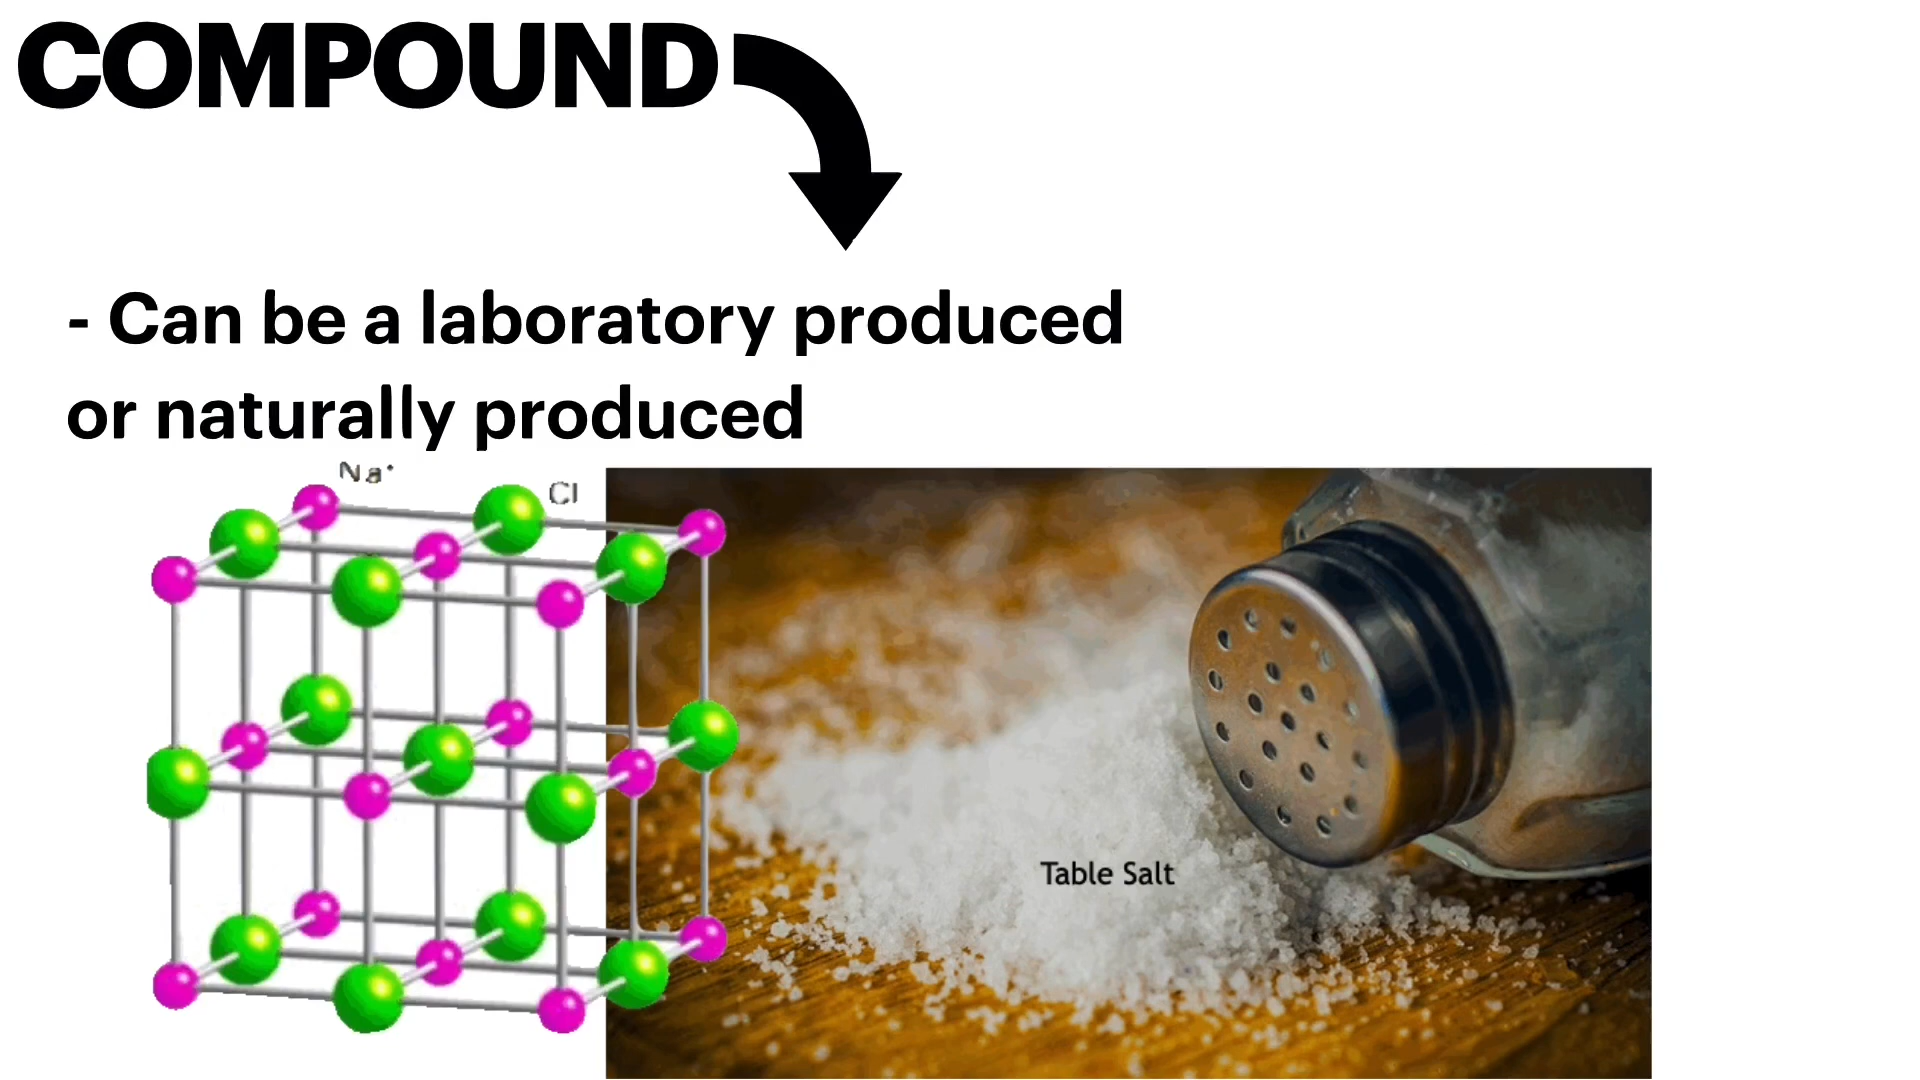 COMPOUND
- Can be a laboratory produced
or naturally produced
Na⁺
Cl
Table Salt